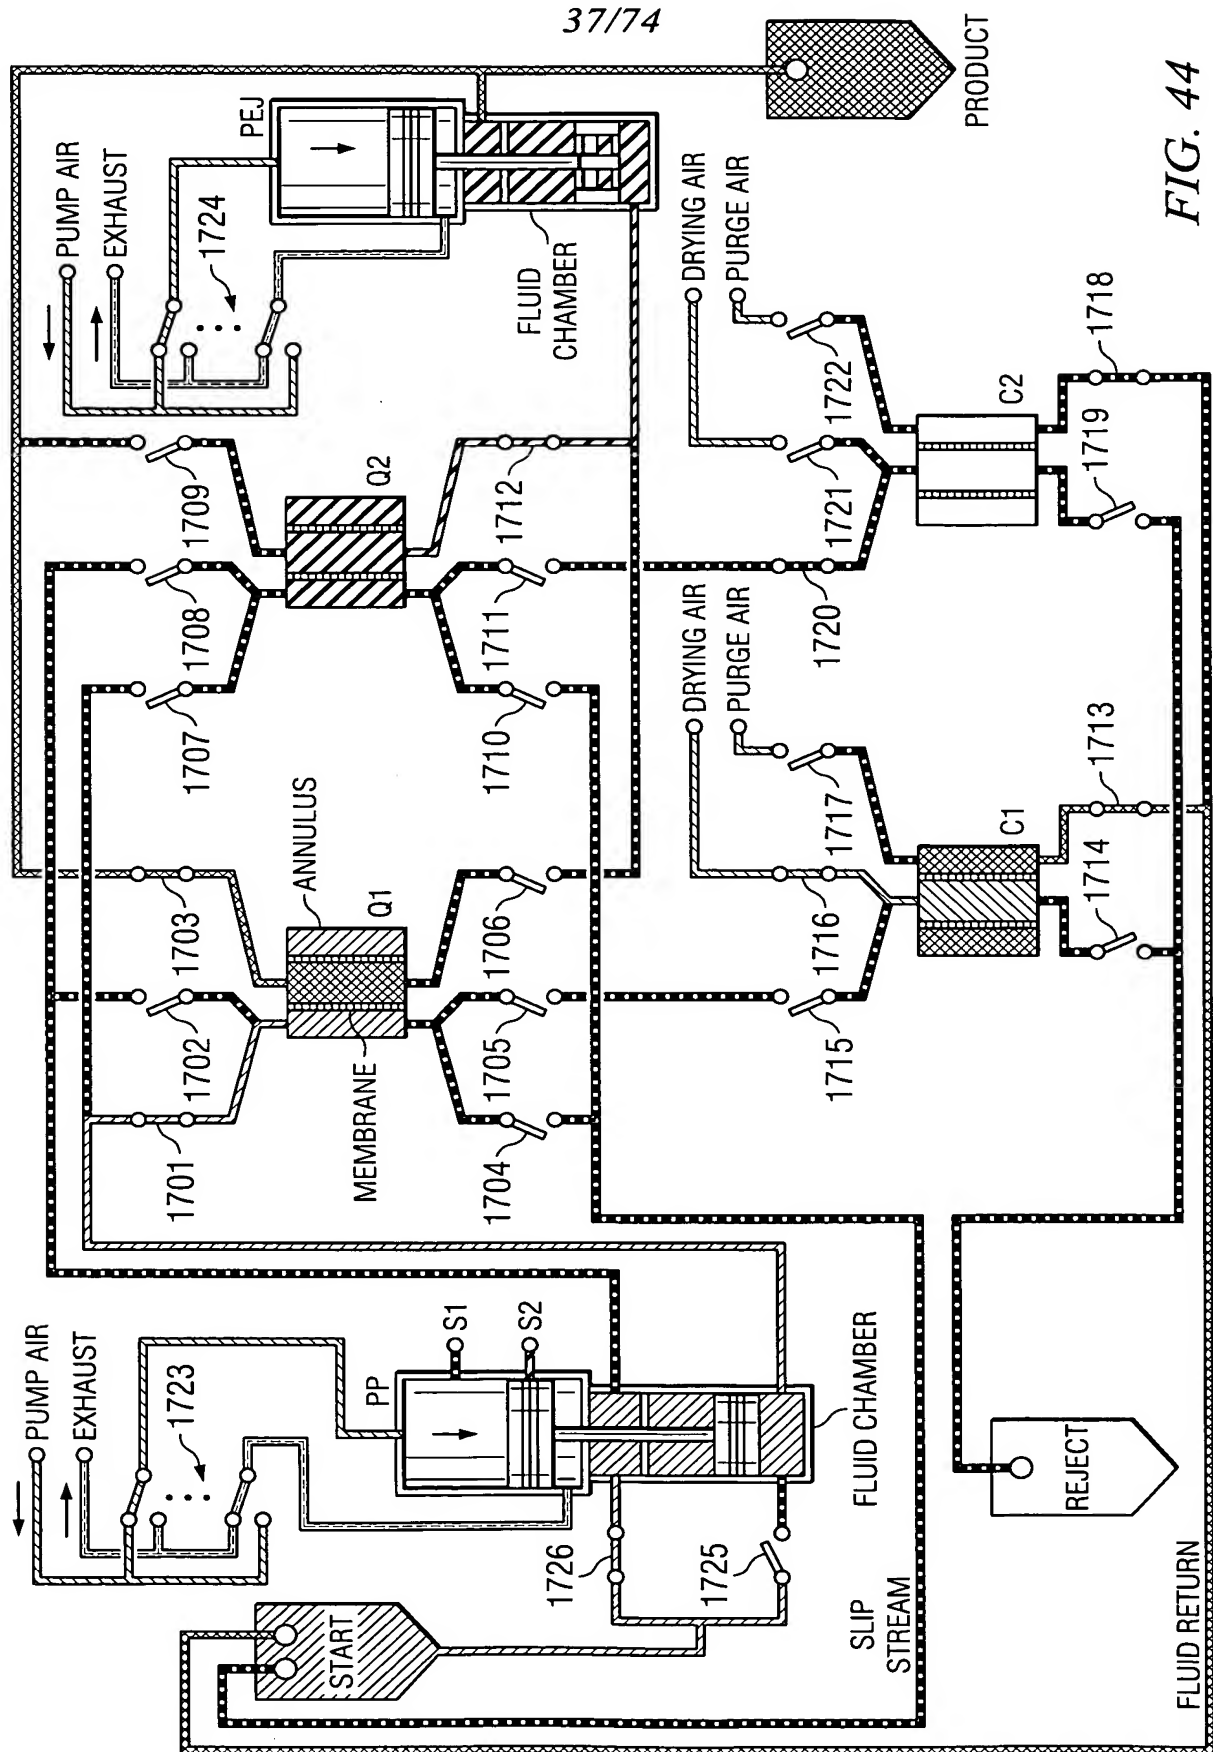 37/74
PUMP AIR
EXHAUST
1723
PP
S1
S2
START
1726
1725
FLUID CHAMBER
SLIP
STREAM
REJECT
FLUID RETURN
1701
1702
1703
MEMBRANE
ANNULUS
Q1
1704
1705
1706
1707
1708
1709
Q2
1710
1711
1712
PUMP AIR
EXHAUST
1724
PEJ
FLUID
CHAMBER
PRODUCT
DRYING AIR
PURGE AIR
1715
1716
1717
C1
1714
1713
DRYING AIR
PURGE AIR
1720
1721
1722
C2
1719
1718
FIG. 44